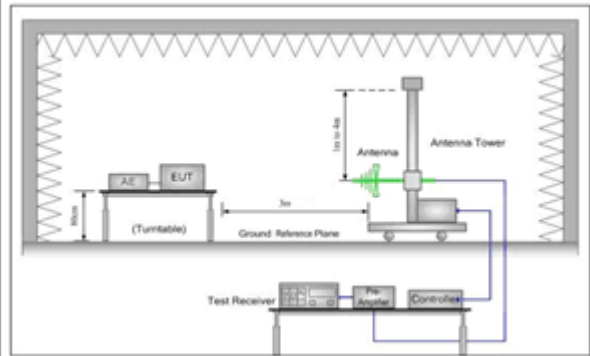 1m to 4m
Antenna Tower
Antenna
AE
EUT
80cm
3m
(Turntable)
Ground Reference Plane
Test Receiver
Pre-
Amplifier
Controller